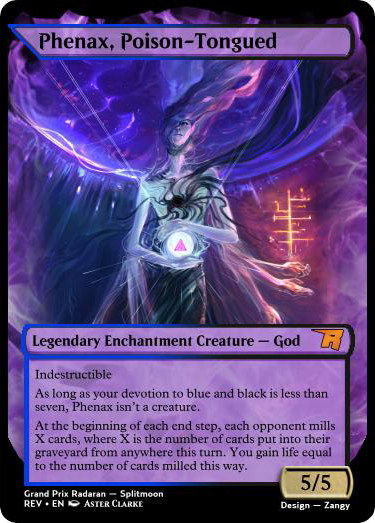 Phenax, Poison-Tongued
Legendary Enchantment Creature — God
Indestructible
As long as your devotion to blue and black is less than
seven, Phenax isn't a creature.
At the beginning of each end step, each opponent mills
X cards, where X is the number of cards put into their
graveyard from anywhere this turn. You gain life equal
to the number of cards milled this way.
5/5
Grand Prix Radaran — Splitmoon
REV • EN Aster Clarke
Design — Zangy